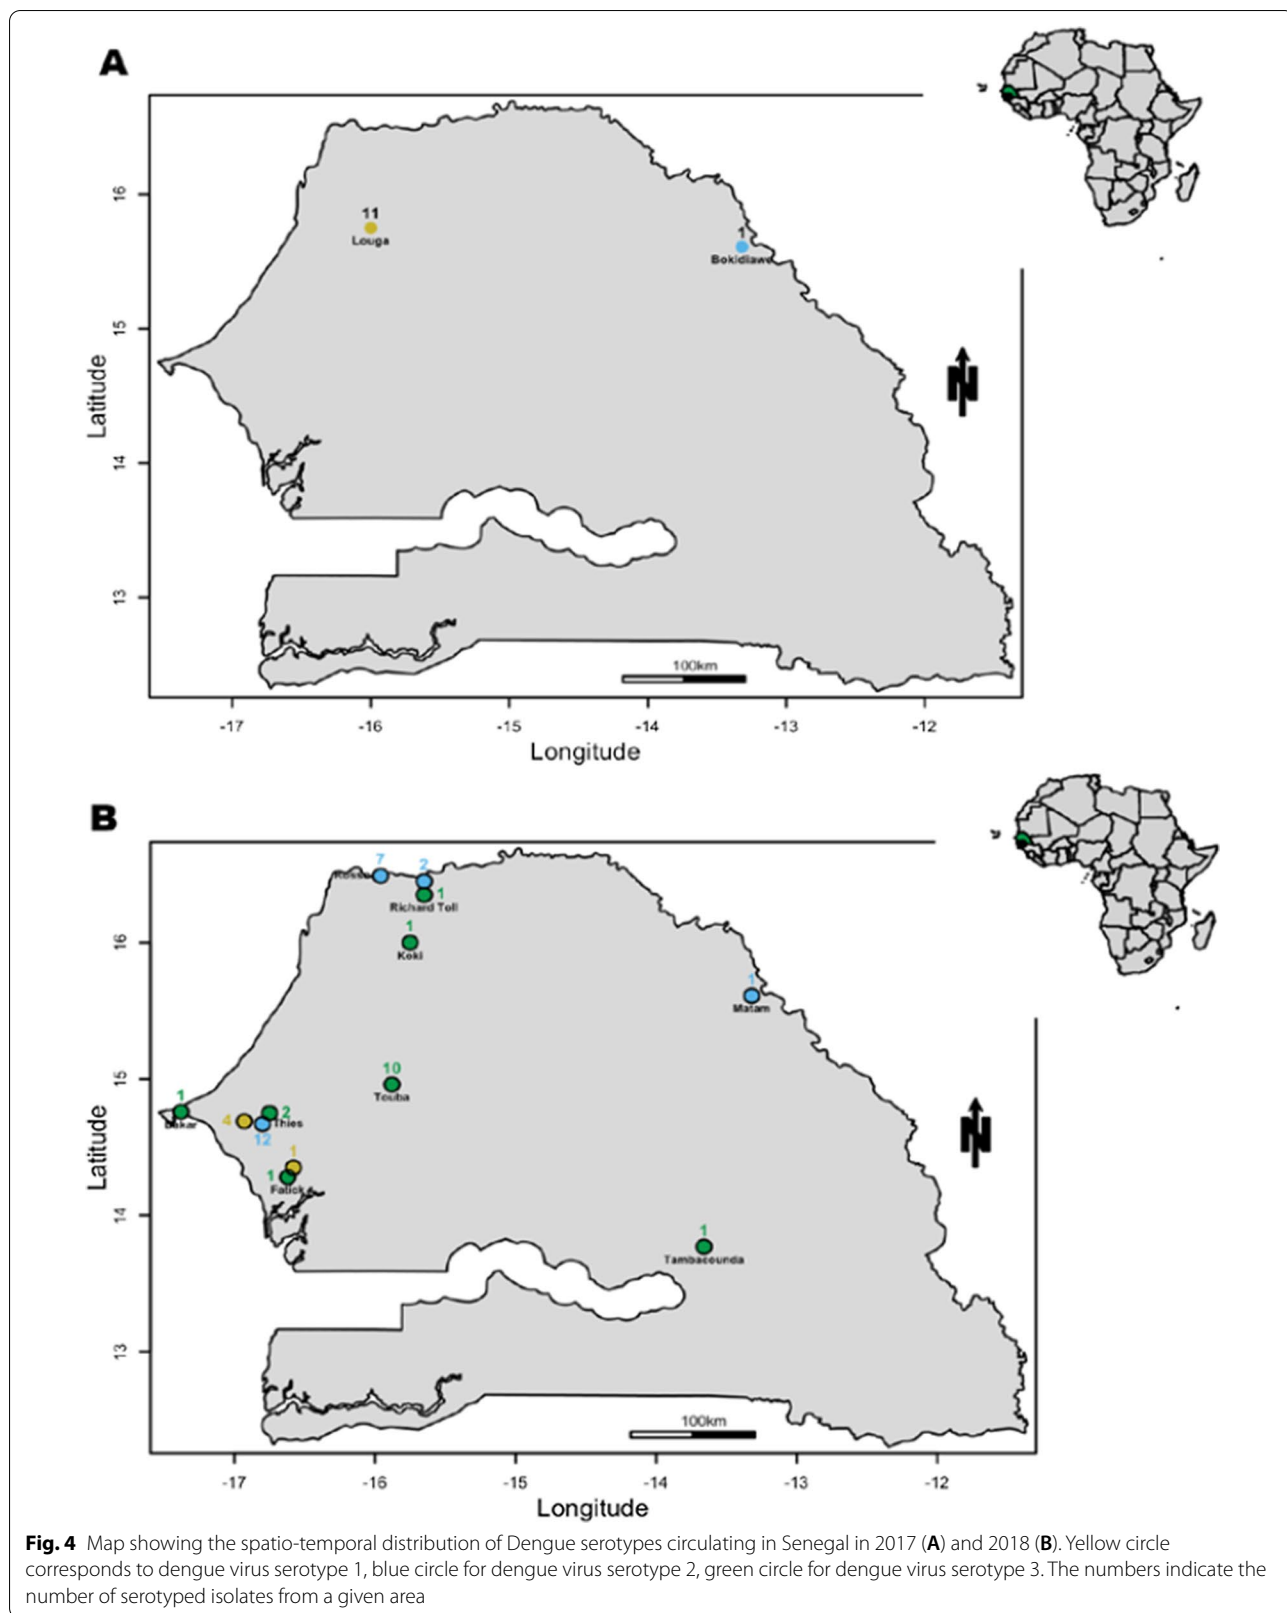 A
11
Louga
1
Bokidiawe
16
15
14
13
Latitude
N
100km
-17 -16 -15 -14 -13 -12
Longitude
B
7
2
1
Richard Toll
1
Koki
1
Matam
10
Touba
1
Dakar
4
2
Thies
12
1
1
Fatick
1
Tambacounda
16
15
14
13
Latitude
N
100km
-17 -16 -15 -14 -13 -12
Longitude
Fig. 4 Map showing the spatio-temporal distribution of Dengue serotypes circulating in Senegal in 2017 (A) and 2018 (B). Yellow circle
corresponds to dengue virus serotype 1, blue circle for dengue virus serotype 2, green circle for dengue virus serotype 3. The numbers indicate the
number of serotyped isolates from a given area